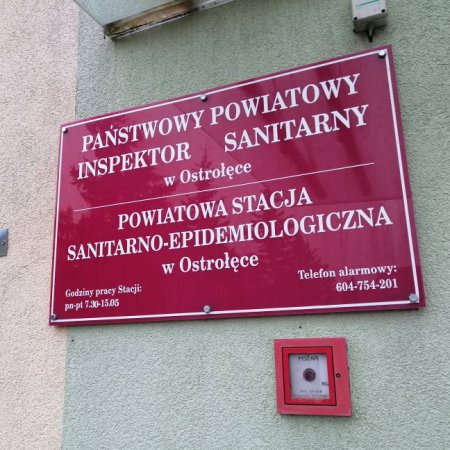 PAŃSTWOWY POWIATOWY
INSPEKTOR SANITARNY
w Ostrołęce
POWIATOWA STACJA
SANITARNO-EPIDEMIOLOGICZNA
w Ostrołęce
Godziny pracy Stacji:
pn-pt 7.30-15.05
Telefon alarmowy:
604-754-201
POŻAR